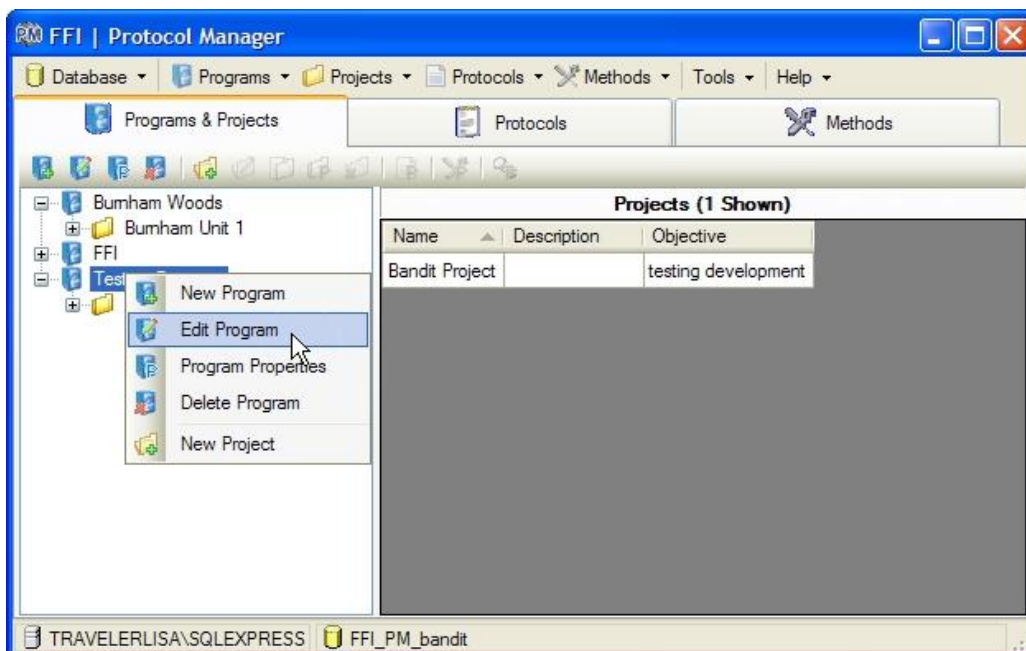 FFI | Protocol Manager
Database Programs Projects Protocols Methods Tools Help
Programs & Projects Protocols Methods
Burnham Woods
Burnham Unit 1
FFI
Projects (1 Shown)
Name Description Objective
Bandit Project testing development
New Program
Edit Program
Program Properties
Delete Program
New Project
TRAVELERLISA\SQLEXPRESS FFI_PM_bandit